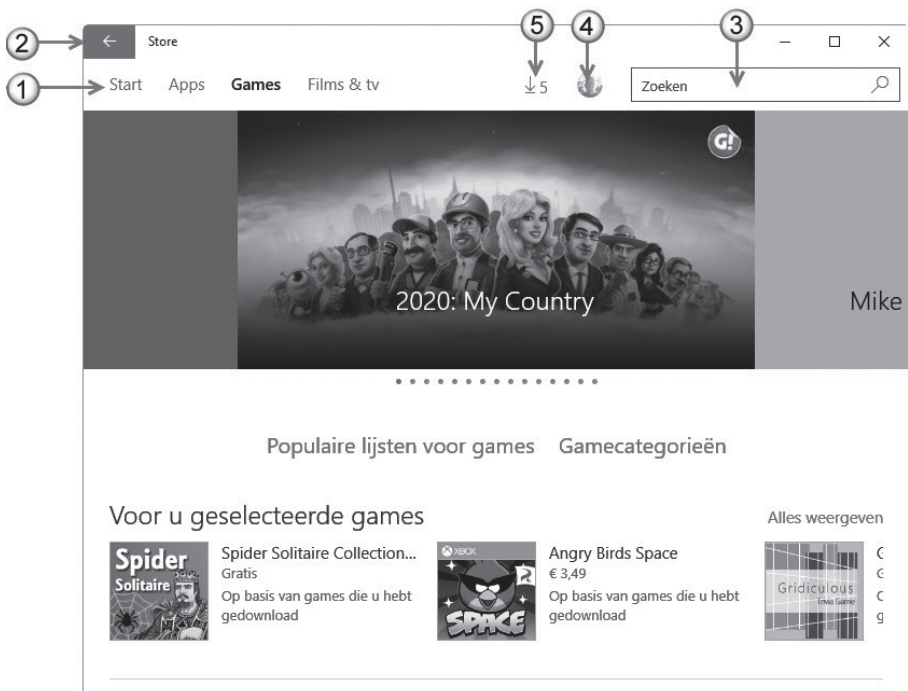 5 4 3
2 Store
1 Start Apps Games Films & tv 5 Zoeken
G!
2020: My Country
Mike
Populaire lijsten voor games Gamecategorieën
Voor u geselecteerde games Alles weergeven
Spider
Solitaire
Spider Solitaire Collection...
Gratis
Op basis van games die u hebt
gedownload
XBOX
SPACE
Angry Birds Space
€ 3,49
Op basis van games die u hebt
gedownload
Gridiculous
Trivia Game